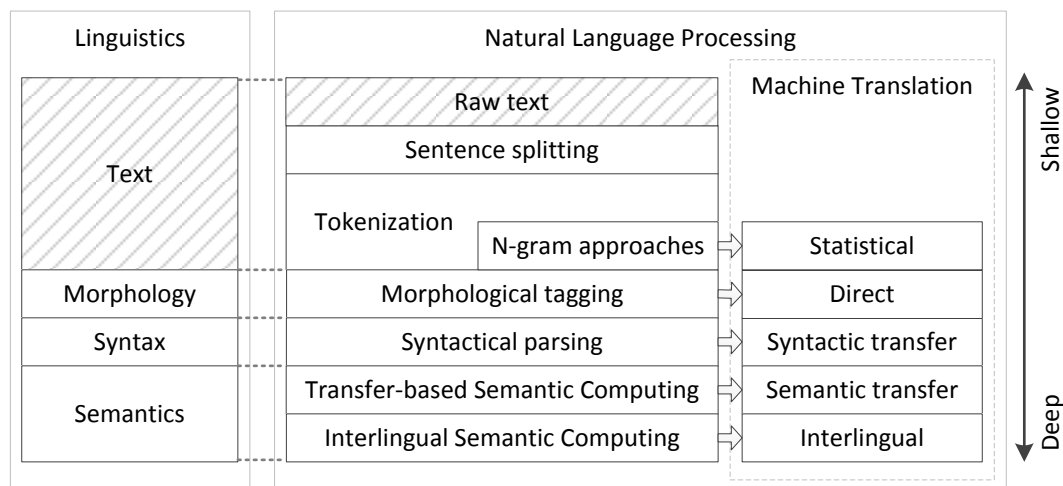 Linguistics
Natural Language Processing
Text
Morphology
Syntax
Semantics
Raw text
Sentence splitting
Tokenization
N-gram approaches
Morphological tagging
Syntactical parsing
Transfer-based Semantic Computing
Interlingual Semantic Computing
Machine Translation
Statistical
Direct
Syntactic transfer
Semantic transfer
Interlingual
Shallow
Deep